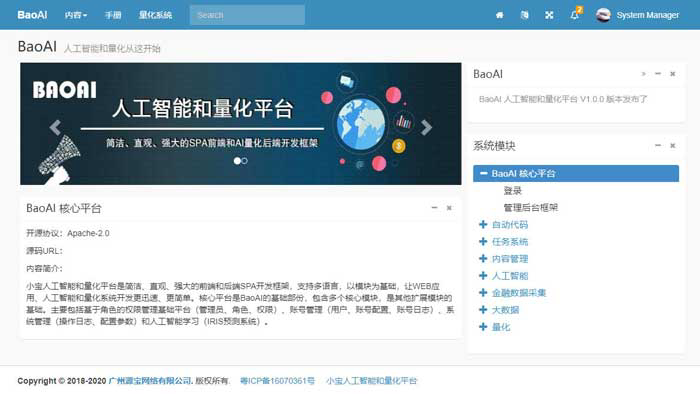 BaoAI 内容 手册 量化系统 Search 2 System Manager
BaoAI 人工智能和量化从这开始
BAOAI
人工智能和量化平台
简洁、直观、强大的SPA前端和AI量化后端开发框架
BaoAI 核心平台
开源协议：Apache-2.0
源码URL：
内容简介：
小宝人工智能和量化平台是简洁、直观、强大的前端和后端SPA开发框架，支持多语言，以模块为基础，让WEB应
用、人工智能和量化系统开发更迅速、更简单。核心平台是BaoAI的基础部份，包含多个核心模块，是其他扩展模块的
基础。主要包括基于角色的权限管理基础平台（管理员、角色、权限）、账号管理（用户、账号配置、账号日志）、系
统管理（操作日志、配置参数）和人工智能学习（IRIS预测系统）。
BaoAI
BaoAI 人工智能和量化平台 V1.0.0 版本发布了
系统模块
BaoAI 核心平台
登录
管理后台框架
自动代码
任务系统
内容管理
人工智能
金融数据采集
大数据
量化
Copyright © 2018-2020 广州源宝网络有限公司. 版权所有. 粤ICP备16070361号 小宝人工智能和量化平台